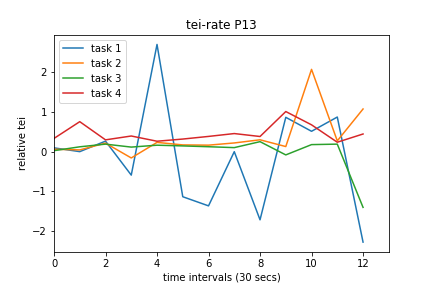 tei-rate P13
task 1
task 2
task 3
task 4
relative tei
2
1
0
−1
−2
0 2 4 6 8 10 12
time intervals (30 secs)